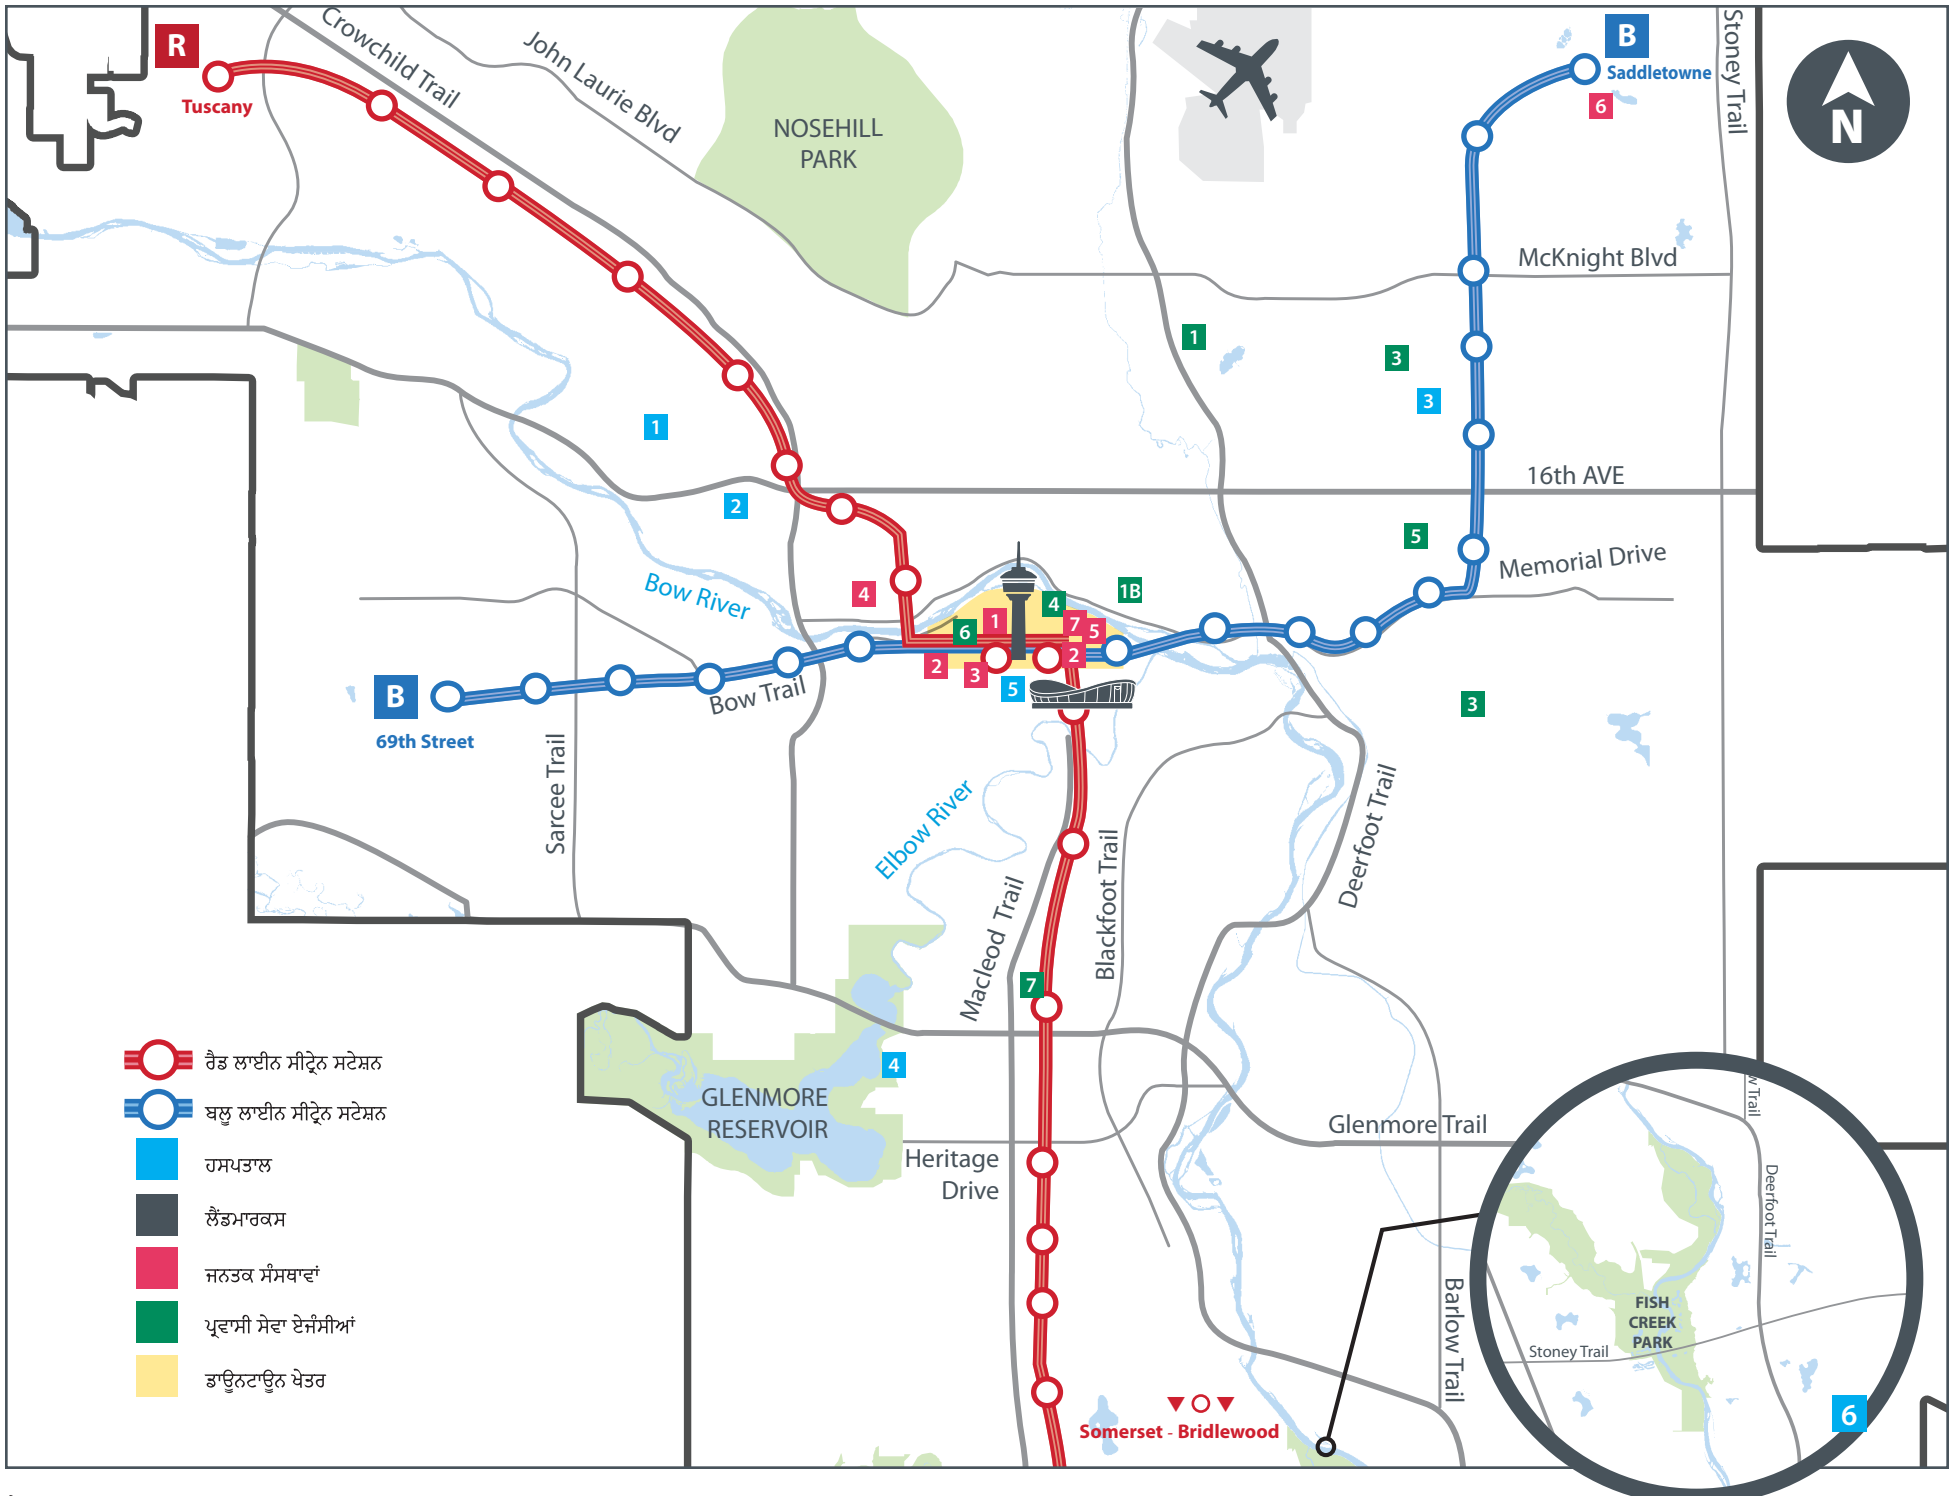 R
Tuscany
Crowchild Trail
John Laurie Blvd
NOSEHILL
PARK
B
Saddletowne
6
Stoney Trail
N
McKnight Blvd
1
3
3
1
16th AVE
2
5
Memorial Drive
Bow River
4
1B
4
6
1
7
5
2
3
2
5
B
69th Street
Bow Trail
3
Sarcee Trail
Elbow River
Deerfoot Trail
Blackfoot Trail
Macleod Trail
7
4
GLENMORE
RESERVOIR
Heritage
Drive
Glenmore Trail
Barlow Trail
Somerset - Bridlewood
w Trail
Deerfoot Trail
FISH
CREEK
PARK
Stoney Trail
6
ਰੈਡ ਲਾਈਨ ਸੀਟ੍ਰੇਨ ਸਟੇਸ਼ਨ
ਬਲੂ ਲਾਈਨ ਸੀਟ੍ਰੇਨ ਸਟੇਸ਼ਨ
ਹਸਪਤਾਲ
ਲੈਂਡਮਾਰਕਸ
ਜਨਤਕ ਸੰਸਥਾਵਾਂ
ਪ੍ਰਵਾਸੀ ਸੇਵਾ ਏਜੰਸੀਆਂ
ਡਾਊਨਟਾਊਨ ਖੇਤਰ